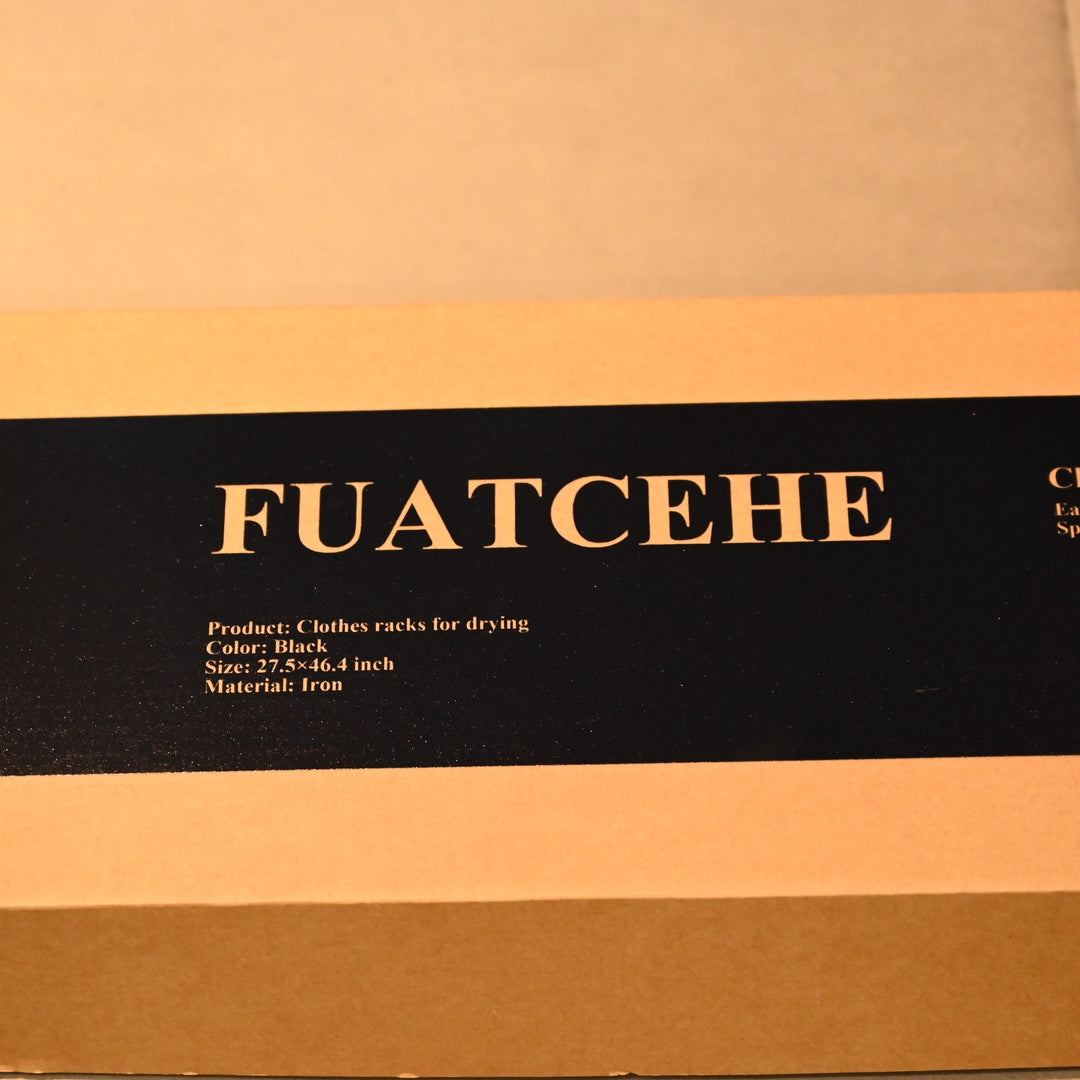 FUATCEHE
Product: Clothes racks for drying
Color: Black
Size: 27.5×46.4 inch
Material: Iron